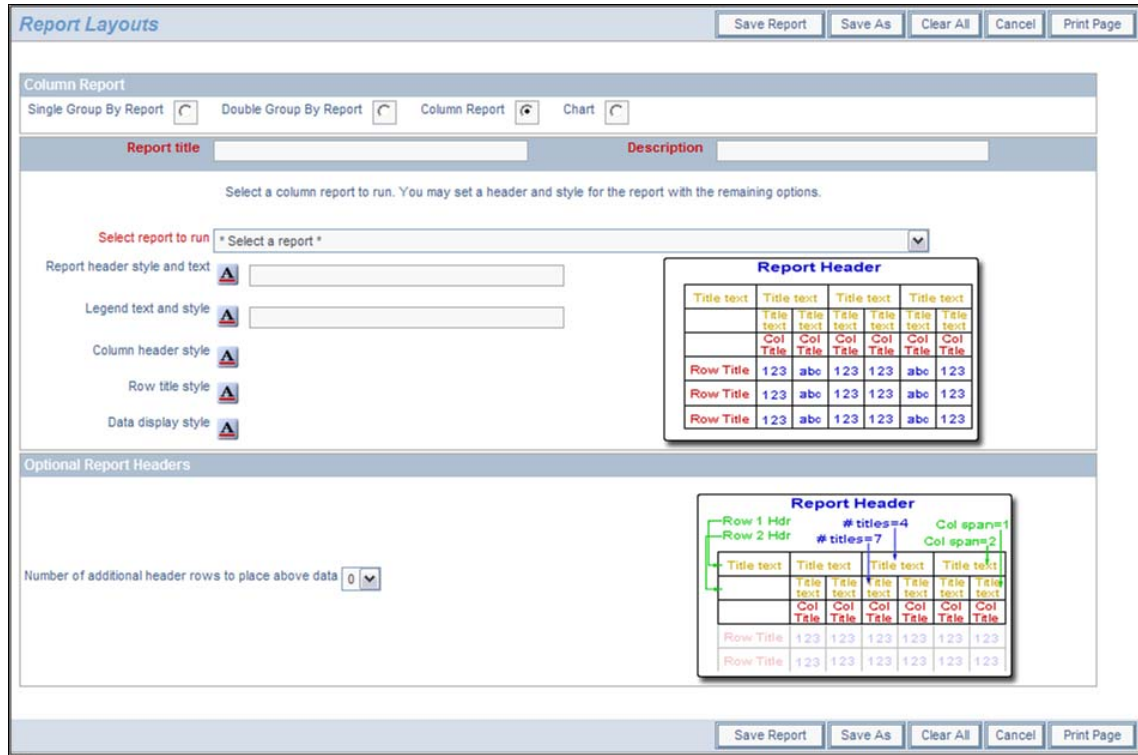 Report Layouts
Save Report Save As Clear All Cancel Print Page
Column Report
Single Group By Report Double Group By Report Column Report Chart
Report title Description
Select a column report to run. You may set a header and style for the report with the remaining options.
Select report to run * Select a report *
Report header style and text A
Legend text and style A
Column header style A
Row title style A
Data display style A
Report Header
Title text Title text Title text Title text
Title text Title text Title text Title text Title text Title text
Col Title Col Title Col Title Col Title Col Title Col Title
Row Title 123 abc 123 123 abc 123
Row Title 123 abc 123 123 abc 123
Row Title 123 abc 123 123 abc 123
Optional Report Headers
Number of additional header rows to place above data 0
Report Header
Row 1 Hdr # titles=4 Col span=1
Row 2 Hdr # titles=7 Col span=2
Title text Title text Title text Title text
Title text Title text Title text Title text Title text Title text
Col Title Col Title Col Title Col Title Col Title Col Title
Row Title 123 123 123 123 123 123
Row Title 123 123 123 123 123 123
Save Report Save As Clear All Cancel Print Page